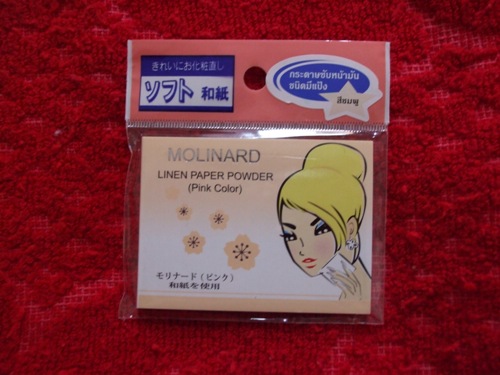 きれいにお化粧直し
ソフト 和紙
กระดาษซับหน้ามัน
ชนิดมีแป้ง
สีชมพู
MOLINARD
LINEN PAPER POWDER
(Pink Color)
モリナード(ピンク)
和紙を使用